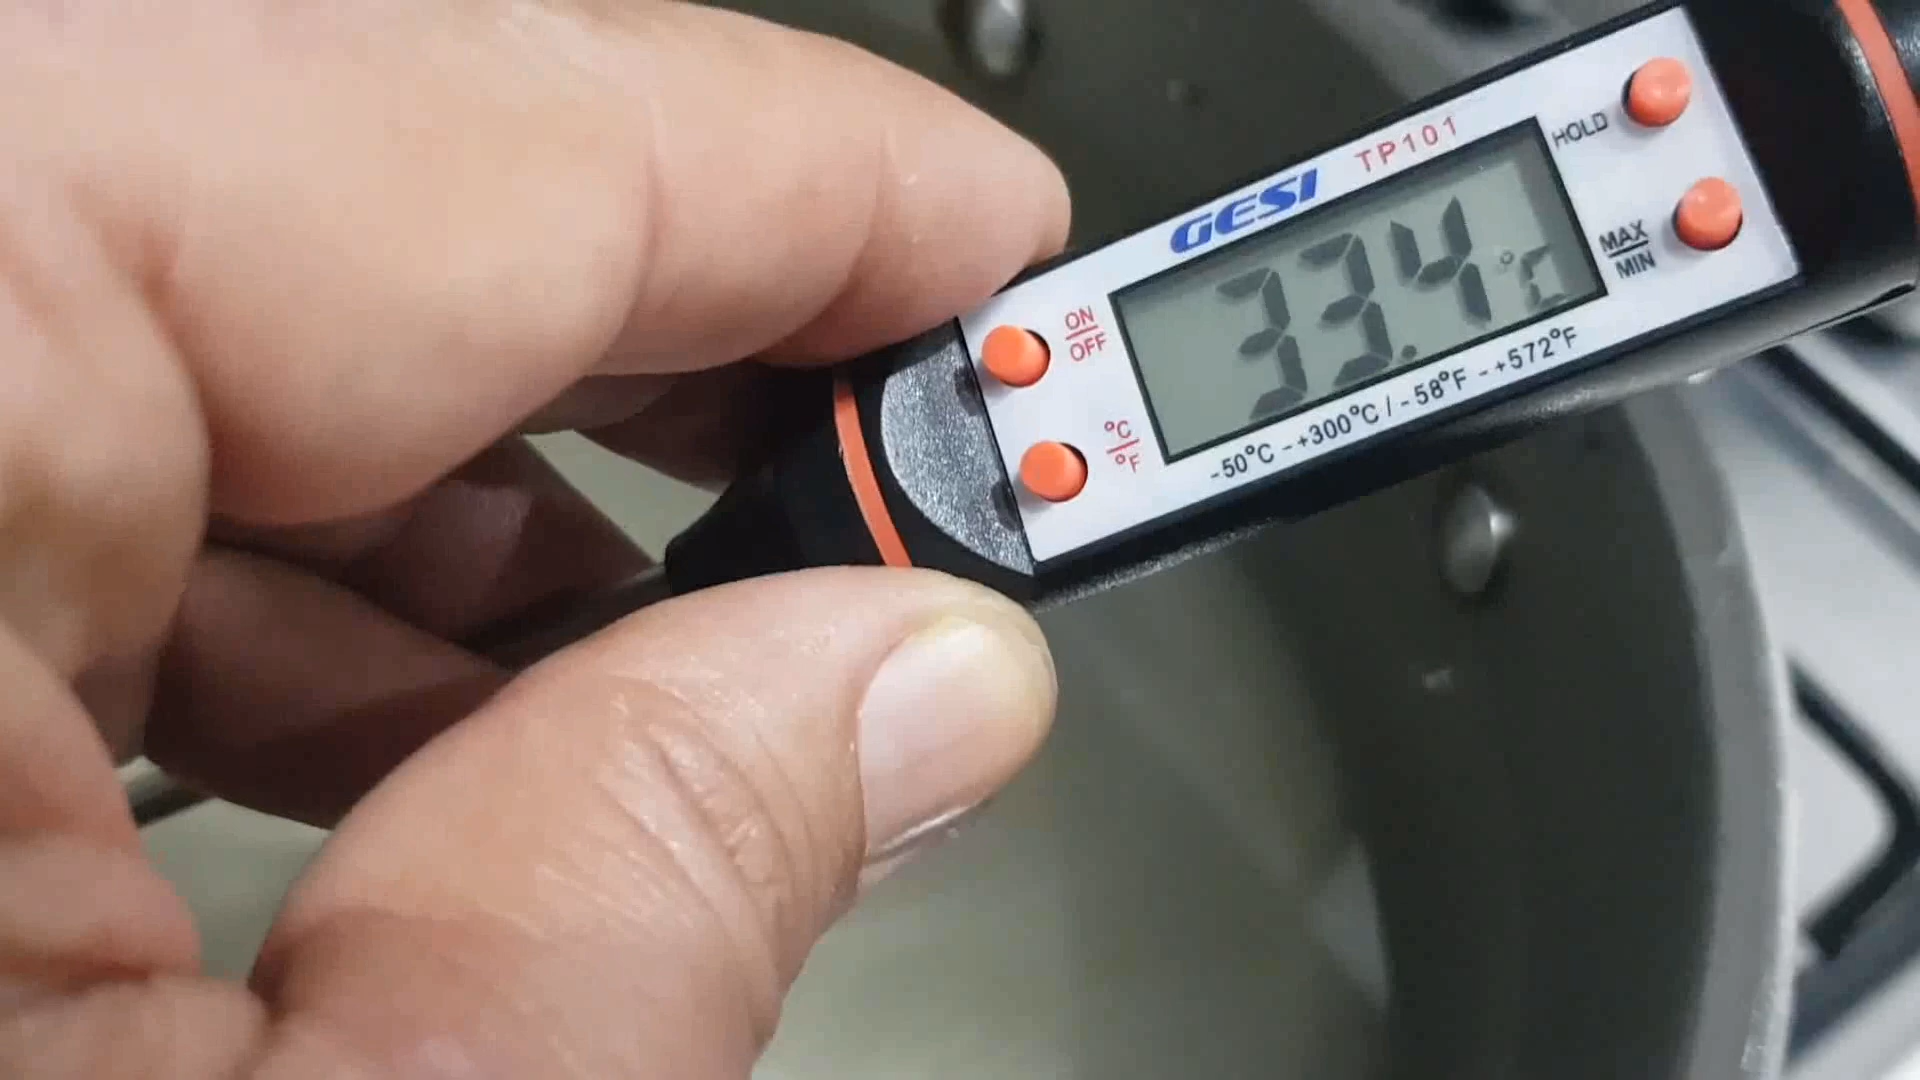 GESI TP101
33.4 °C
ON
OFF
°C
°F
HOLD
MAX
MIN
-50°C - +300°C / - 58°F - +572°F